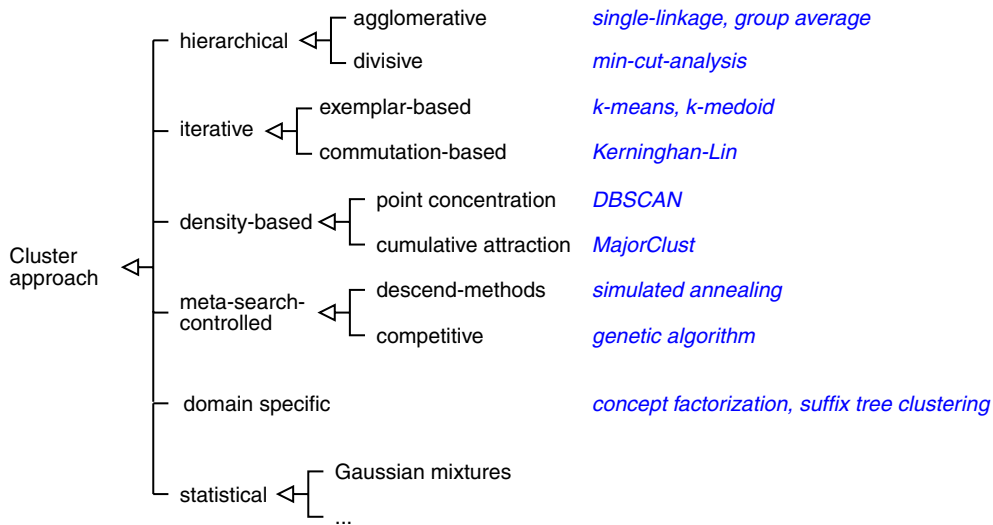 agglomerative single-linkage, group average
hierarchical
divisive min-cut-analysis
exemplar-based k-means, k-medoid
iterative
commutation-based Kerninghan-Lin
point concentration DBSCAN
density-based
cumulative attraction MajorClust
Cluster
approach
descend-methods simulated annealing
meta-search-
controlled
competitive genetic algorithm
domain specific concept factorization, suffix tree clustering
Gaussian mixtures
statistical
...